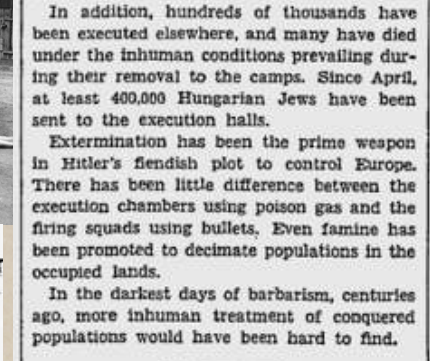 In addition, hundreds of thousands have
been executed elsewhere, and many have died
under the inhuman conditions prevailing dur-
ing their removal to the camps. Since April,
at least 400,000 Hungarian Jews have been
sent to the execution halls.
Extermination has been the prime weapon
in Hitler's fiendish plot to control Europe.
There has been little difference between the
execution chambers using poison gas and the
firing squads using bullets. Even famine has
been promoted to decimate populations in the
occupied lands.
In the darkest days of barbarism, centuries
ago, more inhuman treatment of conquered
populations would have been hard to find.